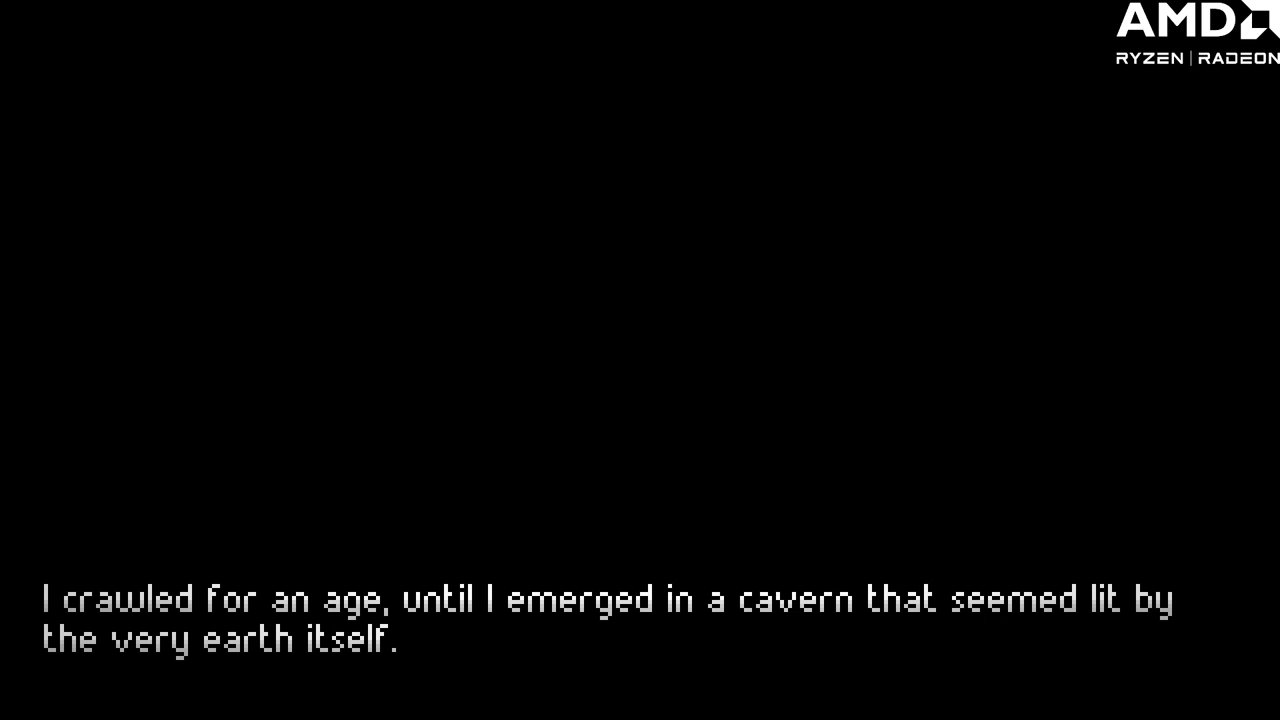 AMD
RYZEN | RADEON
I crawled for an age, until I emerged in a cavern that seemed lit by
the very earth itself.